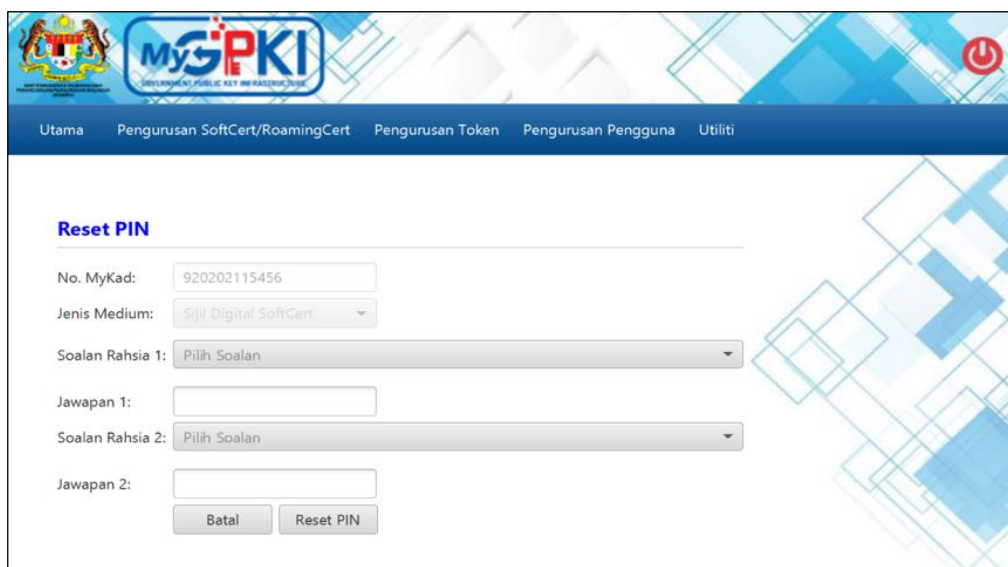 MyGPKI
GOVERNMENT PUBLIC KEY INFRASTRUCTURE
Utama Pengurusan SoftCert/RoamingCert Pengurusan Token Pengurusan Pengguna Utiliti
Reset PIN
No. MyKad: 920202115456
Jenis Medium: Sijil Digital SoftCert
Soalan Rahsia 1: Pilih Soalan
Jawapan 1:
Soalan Rahsia 2: Pilih Soalan
Jawapan 2:
Batal Reset PIN